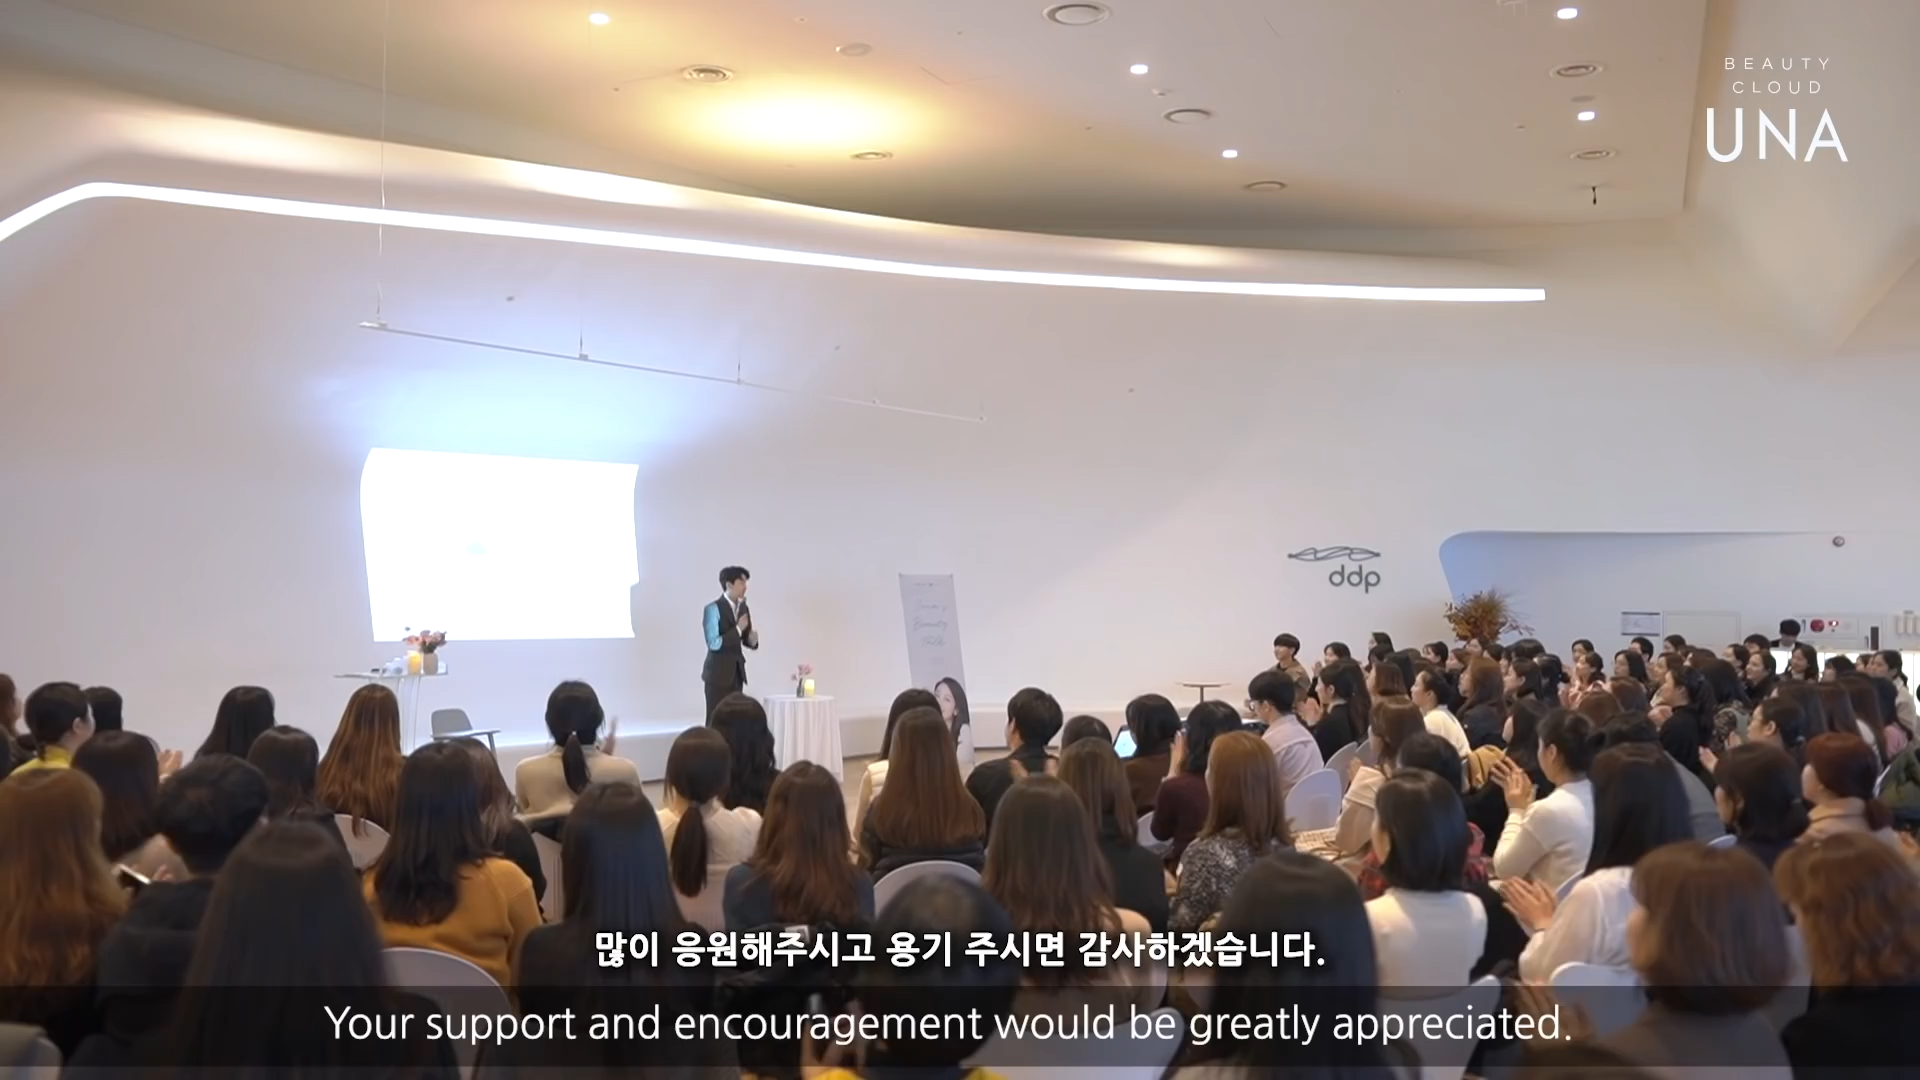 BEAUTY
CLOUD
UNA
ddp
많이 응원해주시고 용기 주시면 감사하겠습니다.
Your support and encouragement would be greatly appreciated.